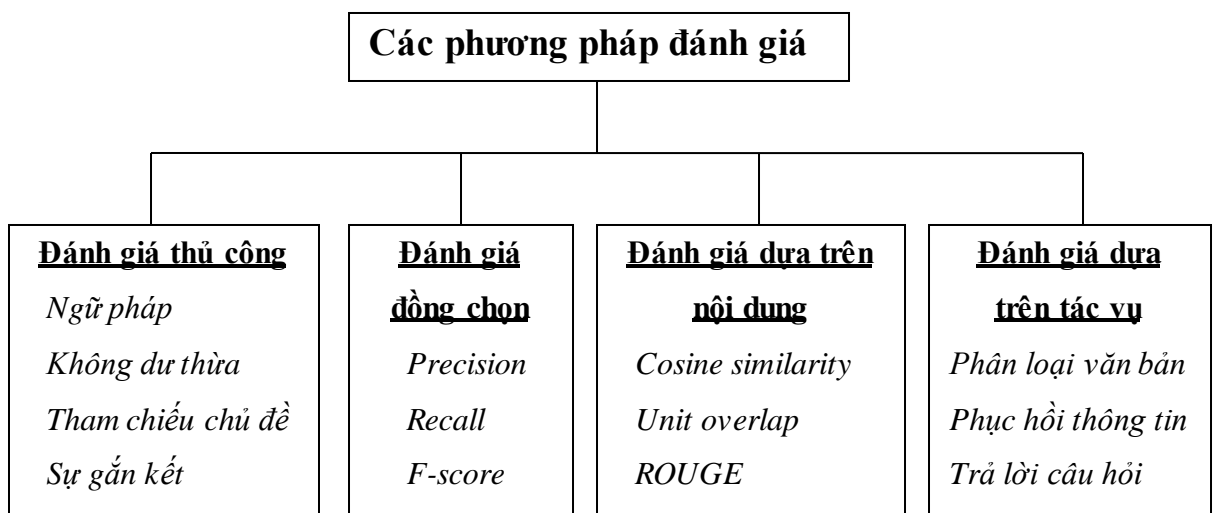 Các phương pháp đánh giá
Đánh giá thủ công
Ngữ pháp
Không dư thừa
Tham chiếu chủ đề
Sự gắn kết
Đánh giá
đồng chọn
Precision
Recall
F-score
Đánh giá dựa trên
nội dung
Cosine similarity
Unit overlap
ROUGE
Đánh giá dựa
trên tác vụ
Phân loại văn bản
Phục hồi thông tin
Trả lời câu hỏi